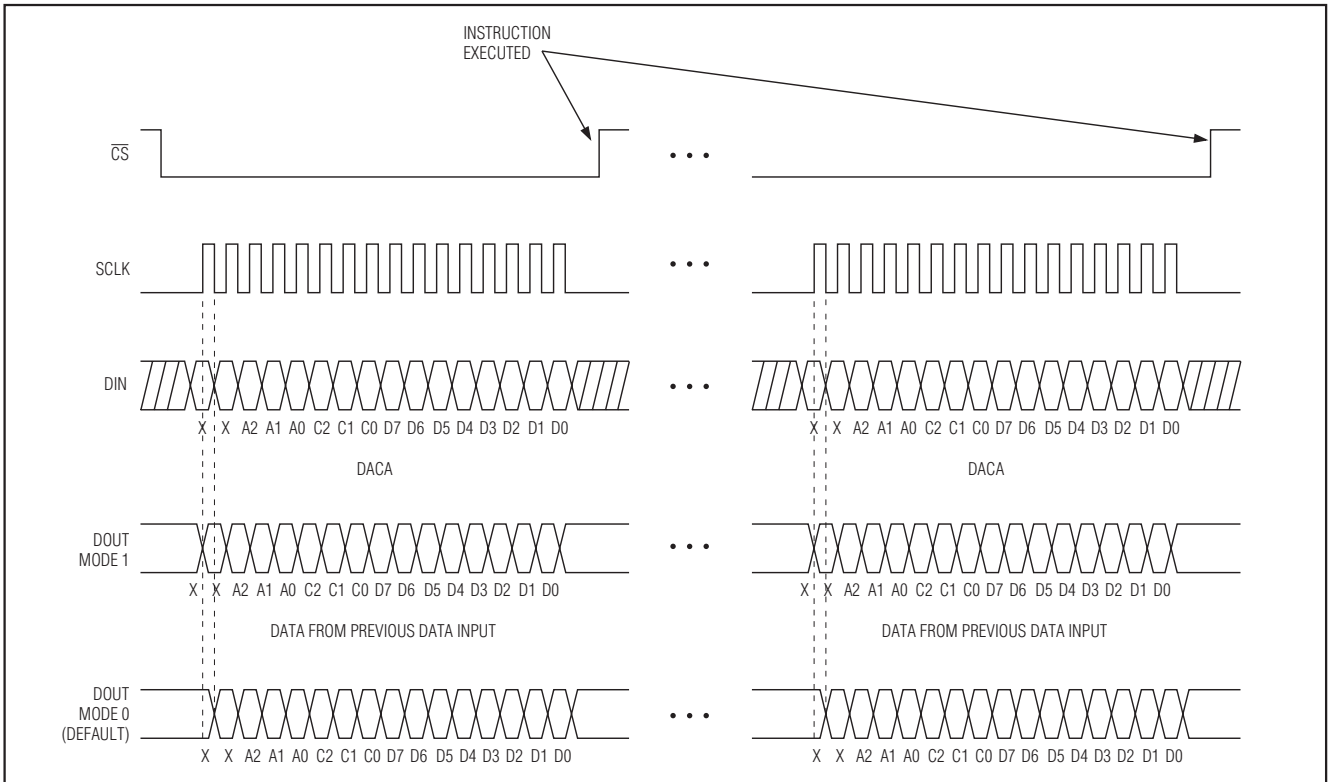 INSTRUCTION
EXECUTED
CS
• • •
SCLK
• • •
DIN
• • •
X X A2 A1 A0 C2 C1 C0 D7 D6 D5 D4 D3 D2 D1 D0
X X A2 A1 A0 C2 C1 C0 D7 D6 D5 D4 D3 D2 D1 D0
DACA
DACA
DOUT
MODE 1
• • •
X X A2 A1 A0 C2 C1 C0 D7 D6 D5 D4 D3 D2 D1 D0
X X A2 A1 A0 C2 C1 C0 D7 D6 D5 D4 D3 D2 D1 D0
DATA FROM PREVIOUS DATA INPUT
DATA FROM PREVIOUS DATA INPUT
DOUT
MODE 0
(DEFAULT)
• • •
X X A2 A1 A0 C2 C1 C0 D7 D6 D5 D4 D3 D2 D1 D0
X X A2 A1 A0 C2 C1 C0 D7 D6 D5 D4 D3 D2 D1 D0